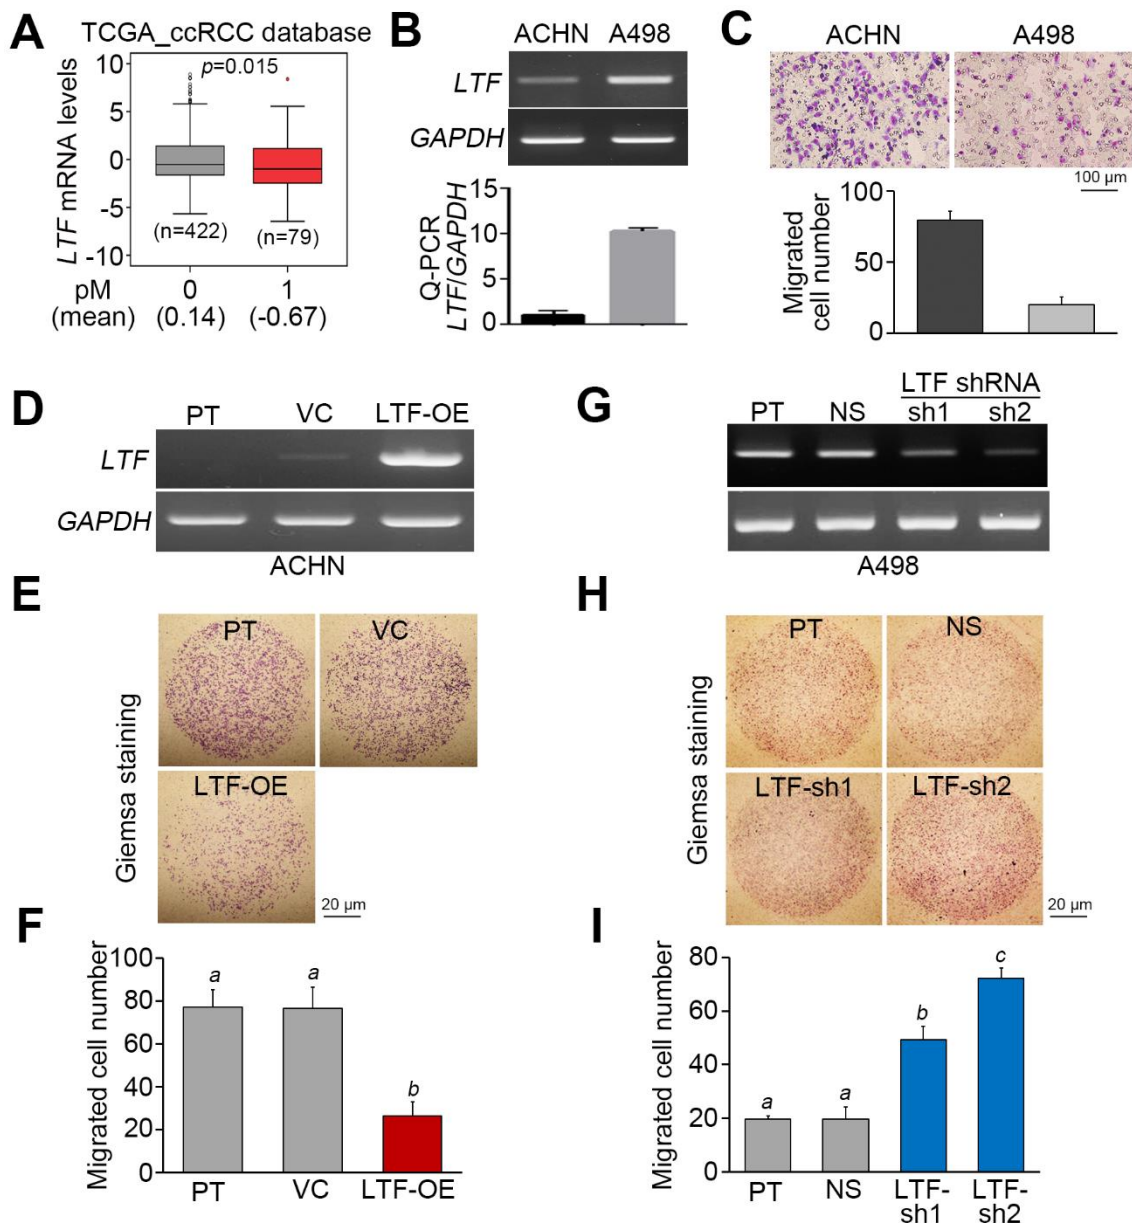 A
TCGA_ccRCC database
p=0.015
LTF mRNA levels
10
5
0
-5
-10
(n=422)
(n=79)
pM 0 1
(mean) (0.14) (-0.67)
B
ACHN A498
LTF
GAPDH
Q-PCR
LTF/GAPDH
15
10
5
0
C
ACHN A498
100 µm
Migrated
cell number
100
50
0
D
PT VC LTF-OE
LTF
GAPDH
ACHN
E
Giemsa staining
PT VC
LTF-OE
20 µm
F
Migrated cell number
100
80
60
40
20
0
a a b
PT VC LTF-OE
G
LTF shRNA
PT NS sh1 sh2
A498
H
Giemsa staining
PT NS
LTF-sh1 LTF-sh2
20 µm
I
Migrated cell number
80
60
40
20
0
a a b c
PT NS LTF- LTF-
sh1 sh2